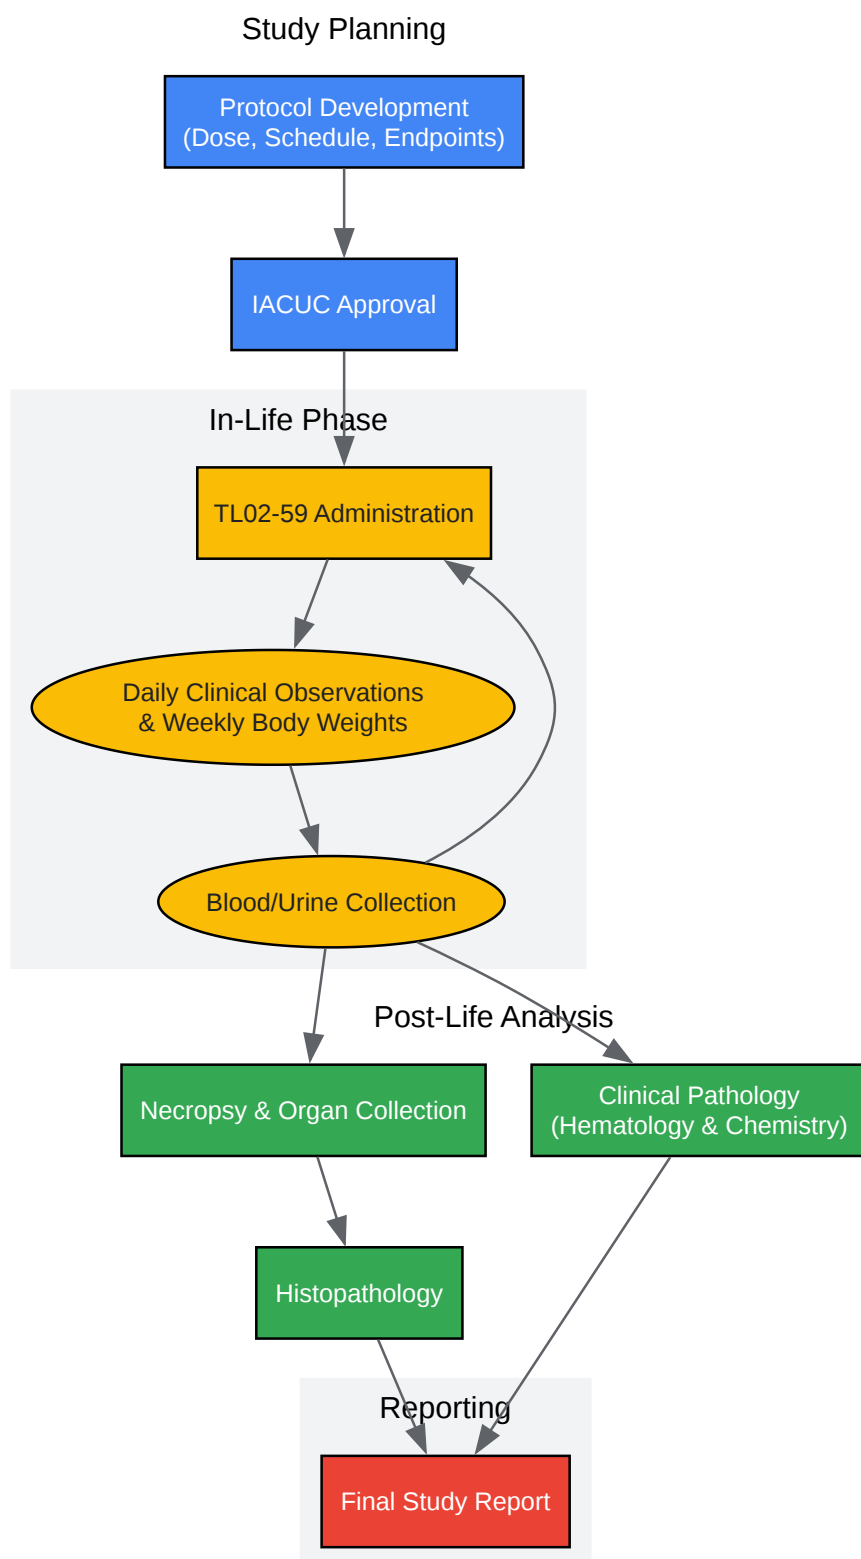 Study Planning
Protocol Development
(Dose, Schedule, Endpoints)
IACUC Approval
In-Life Phase
TL02-59 Administration
Daily Clinical Observations
& Weekly Body Weights
Blood/Urine Collection
Post-Life Analysis
Necropsy & Organ Collection
Clinical Pathology
(Hematology & Chemistry)
Histopathology
Reporting
Final Study Report